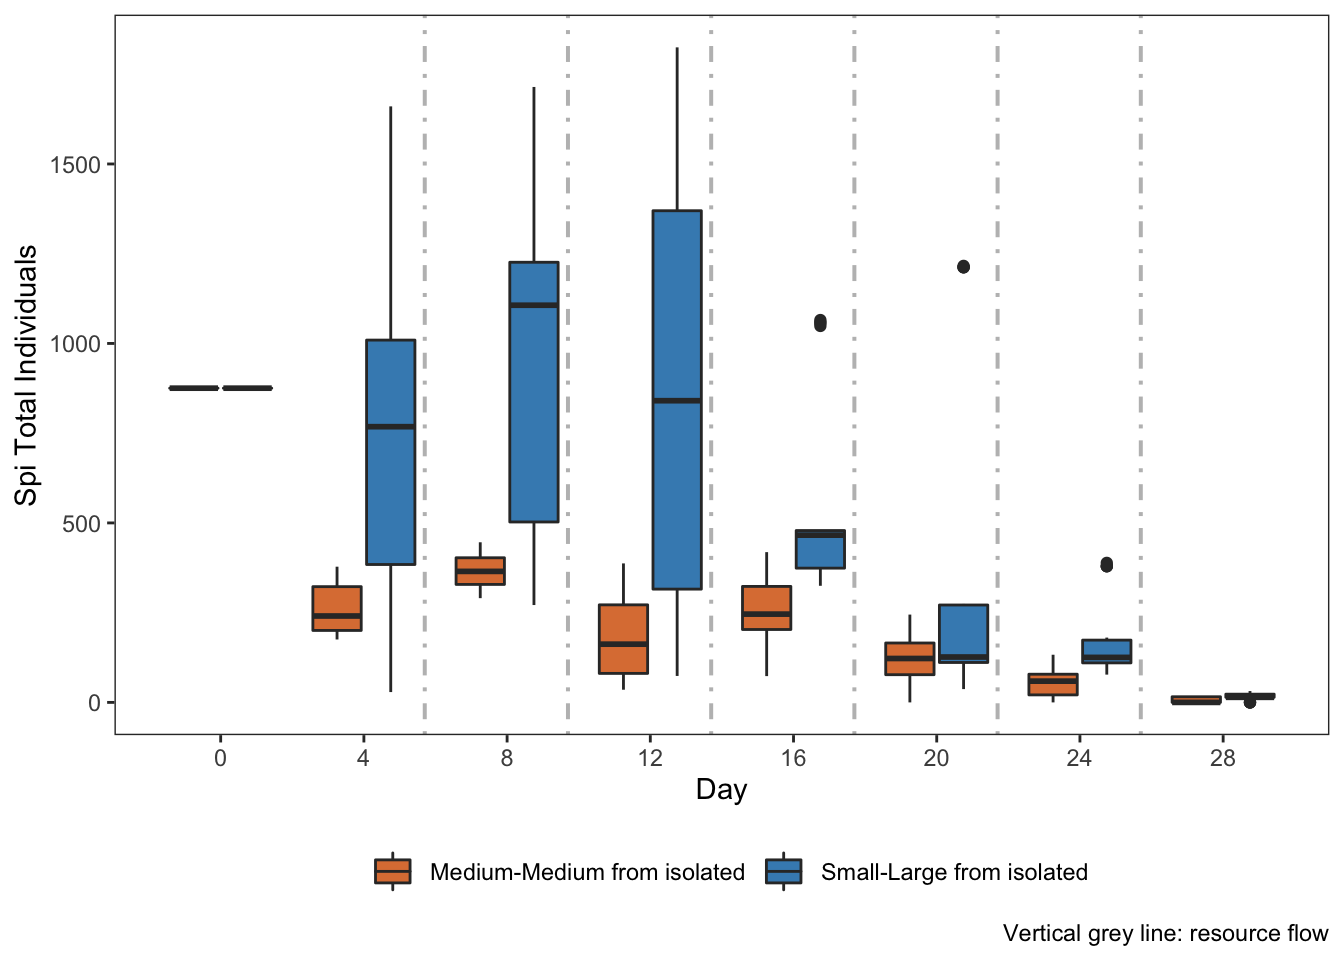 Spi Total Individuals
1500
1000
500
0
0 4 8 12 16 20 24 28
Day
Medium-Medium from isolated Small-Large from isolated
Vertical grey line: resource flow